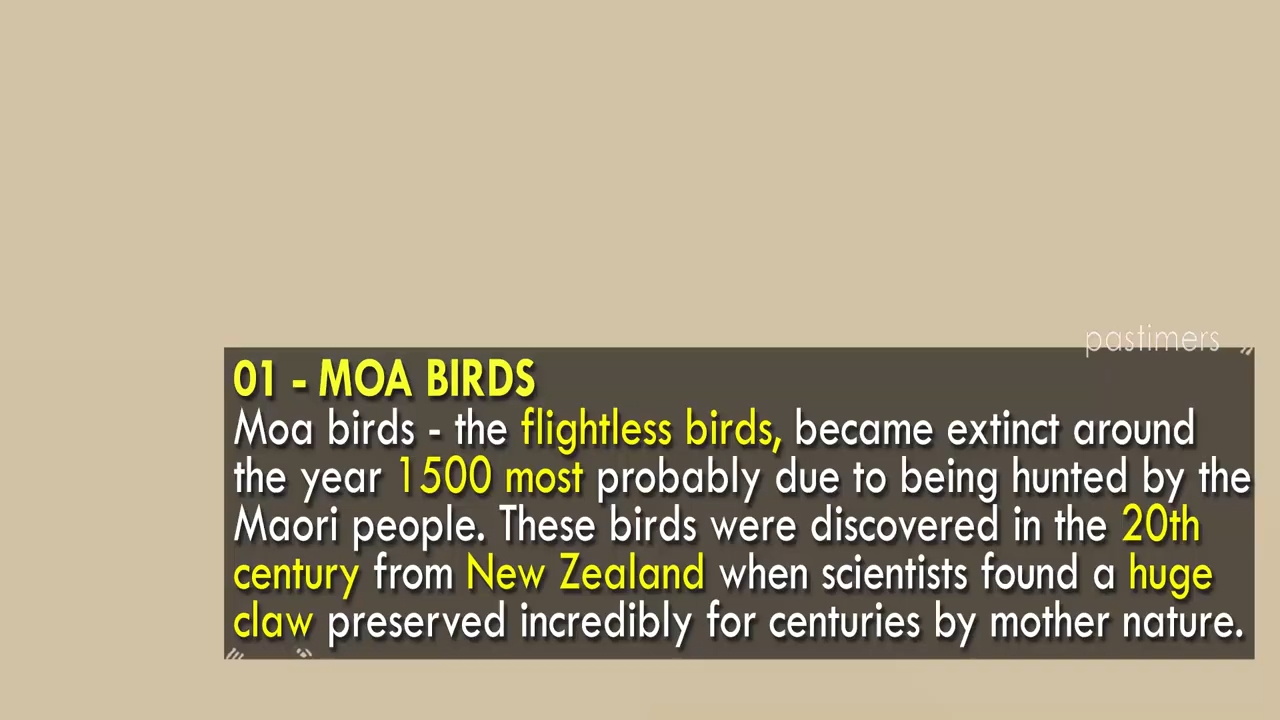 pastimers
01 - MOA BIRDS
Moa birds - the flightless birds, became extinct around
the year 1500 most probably due to being hunted by the
Maori people. These birds were discovered in the 20th
century from New Zealand when scientists found a huge
claw preserved incredibly for centuries by mother nature.